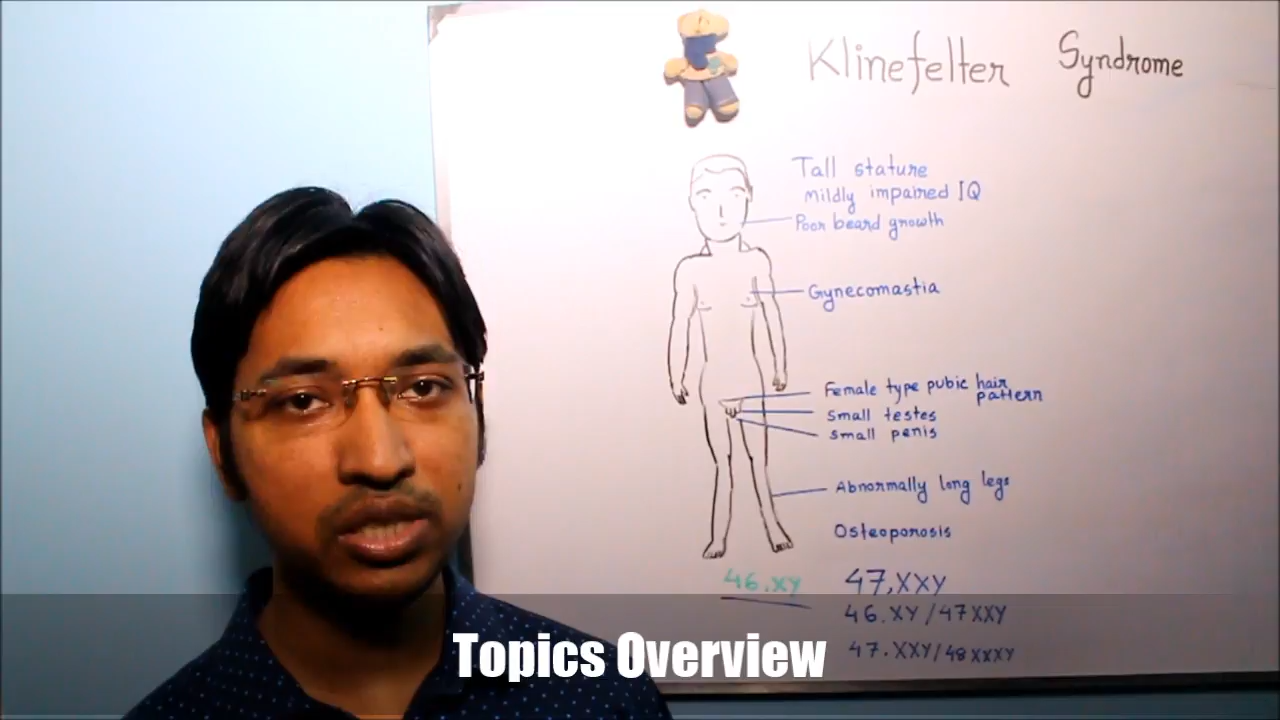 Klinefelter Syndrome
Tall stature
Mildly impaired IQ
Poor beard growth
Gynecomastia
Female type pubic hair
pattern
Small testes
Small penis
Abnormally long legs
Osteoporosis
46.XY 47,XXY
46.XY/47XXY
47.XXY/48XXXY
Topics Overview